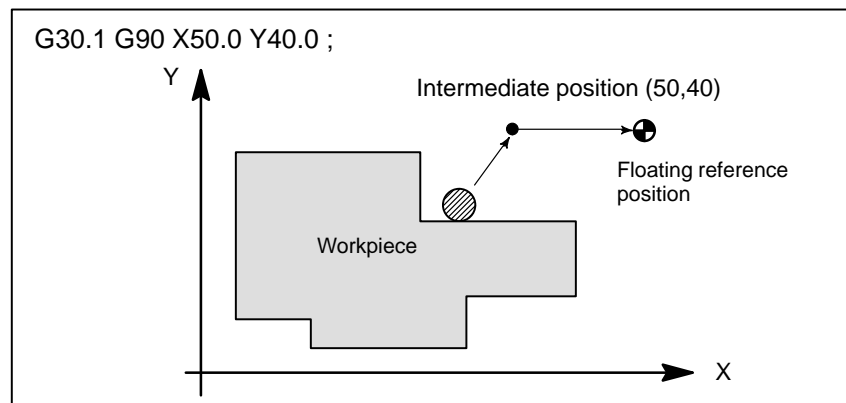 G30.1 G90 X50.0 Y40.0 ;
Y
Intermediate position (50,40)
Floating reference
position
Workpiece
X